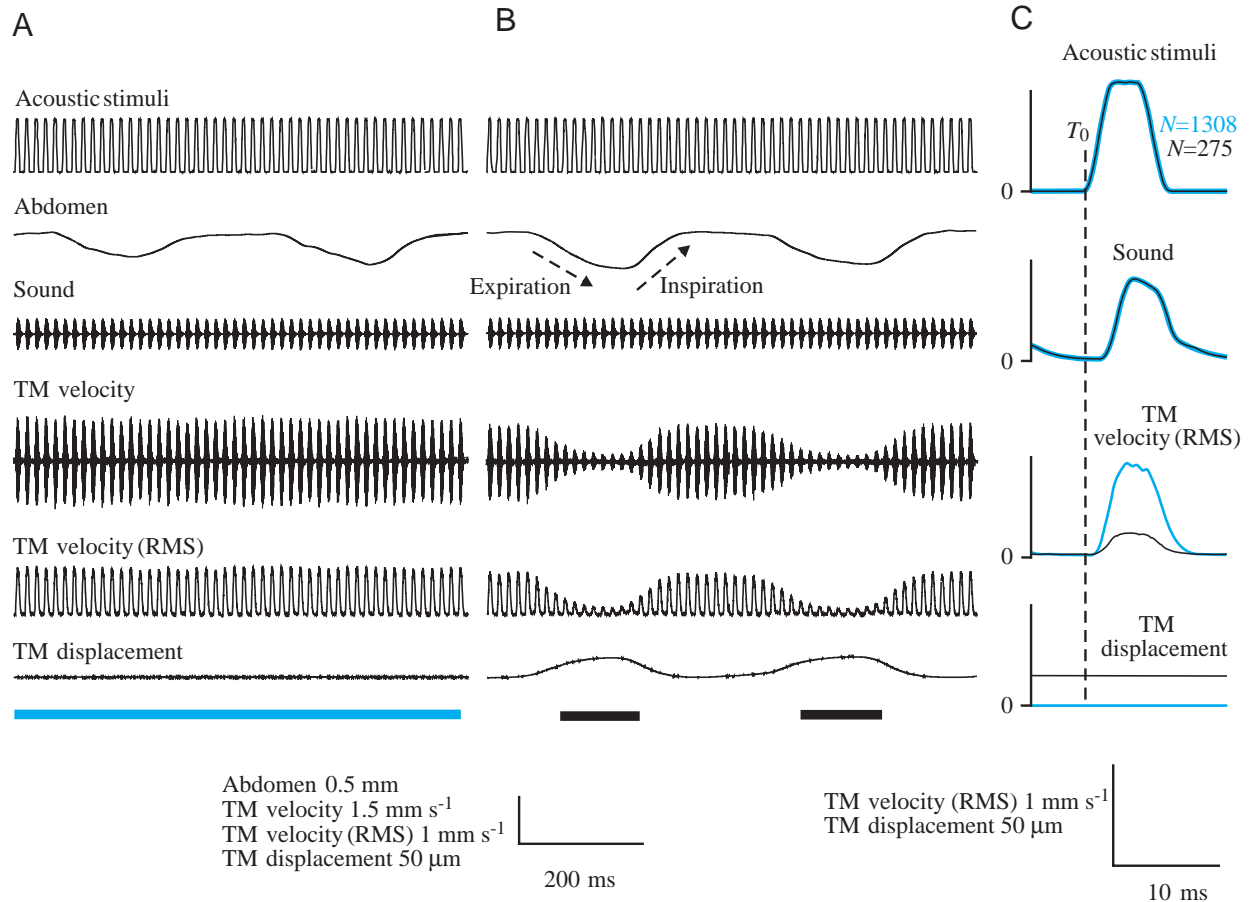 A
Acoustic stimuli
Abdomen
Sound
TM velocity
TM velocity (RMS)
TM displacement
B
Expiration
Inspiration
Abdomen 0.5 mm
TM velocity 1.5 mm s-1
TM velocity (RMS) 1 mm s-1
TM displacement 50 μm
200 ms
C
Acoustic stimuli
T0
N=1308
N=275
0
Sound
0
TM
velocity (RMS)
0
TM
displacement
0
TM velocity (RMS) 1 mm s-1
TM displacement 50 μm
10 ms